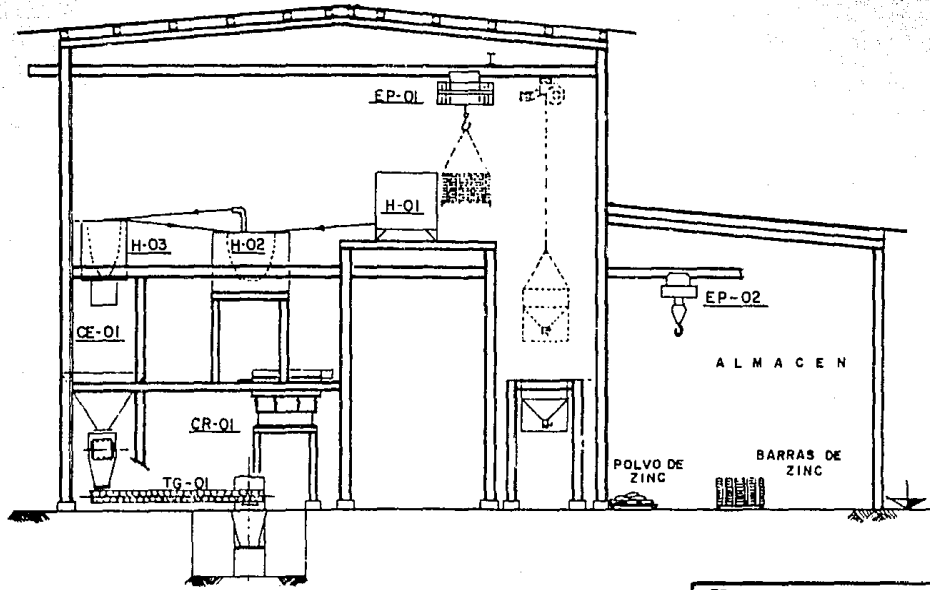 EP-01
H-01
H-03
H-02
EP-02
CE-01
ALMACEN
CR-01
POLVO DE
ZINC
BARRAS DE
ZINC
TG-01